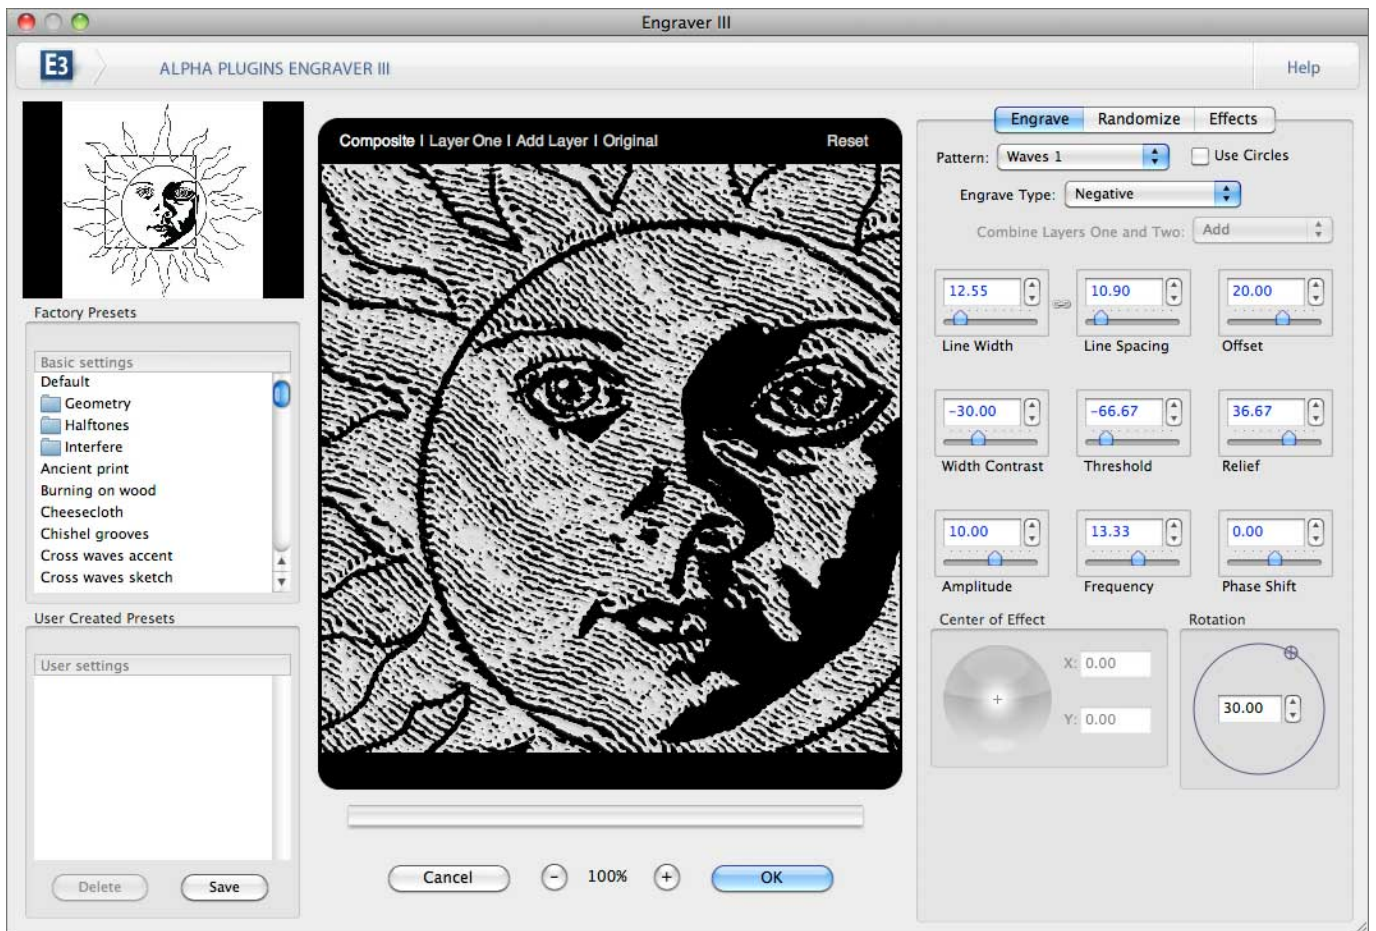 Engraver III
E3
ALPHA PLUGINS ENGRAVER III
Help
Composite I Layer One I Add Layer I Original
Reset
Factory Presets
Basic settings
Default
Geometry
Halftones
Interfere
Ancient print
Burning on wood
Cheesecloth
Chishel grooves
Cross waves accent
Cross waves sketch
User Created Presets
User settings
Delete
Save
Cancel
-
100%
+
OK
Engrave
Randomize
Effects
Pattern: Waves 1
Use Circles
Engrave Type: Negative
Combine Layers One and Two: Add
12.55
10.90
20.00
Line Width
Line Spacing
Offset
-30.00
-66.67
36.67
Width Contrast
Threshold
Relief
10.00
13.33
0.00
Amplitude
Frequency
Phase Shift
Center of Effect
X: 0.00
Y: 0.00
Rotation
30.00